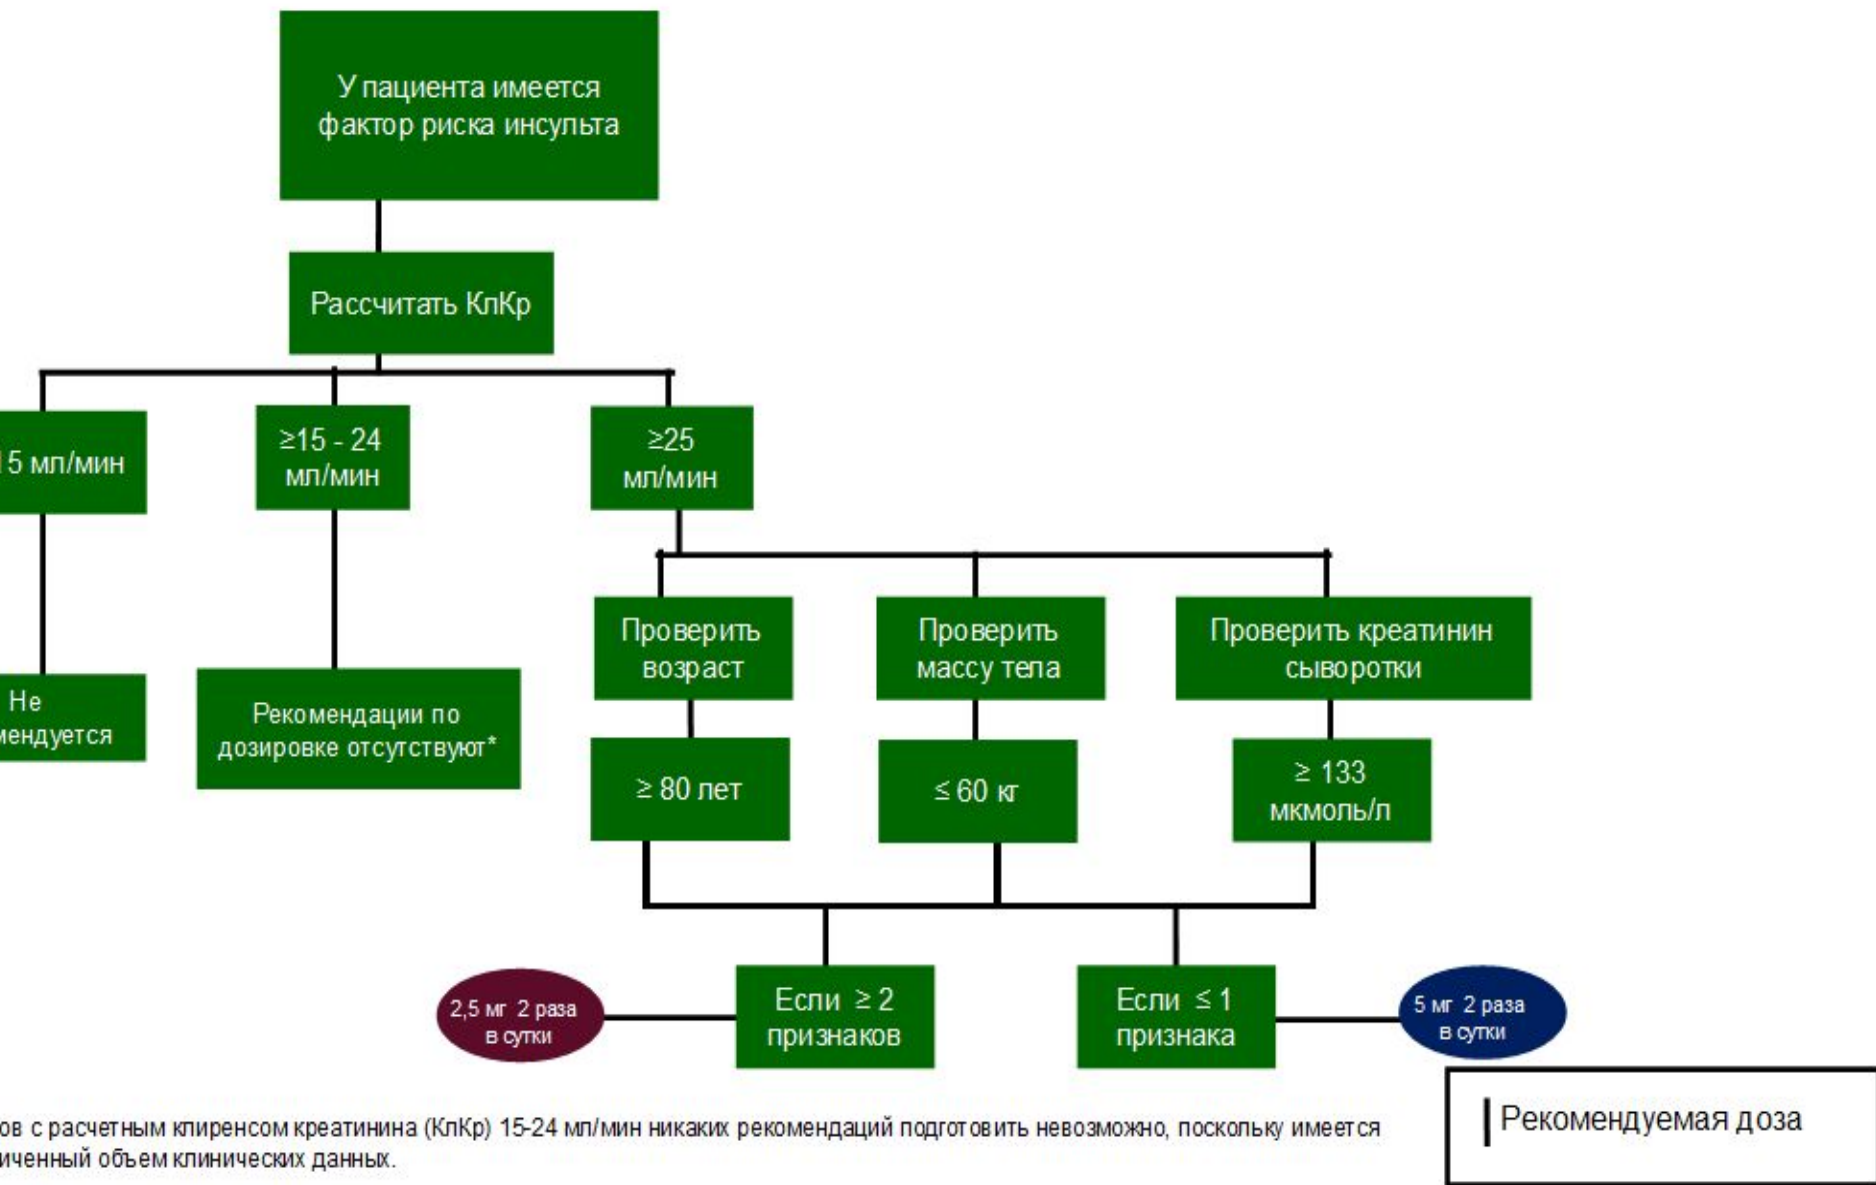 У пациента имеется
фактор риска инсульта
Рассчитать КлКр
15 мл/мин
≥15 - 24
мл/мин
≥25
мл/мин
Проверить
возраст
Проверить
массу тела
Проверить креатинин
сыворотки
Не
мендуется
Рекомендации по
дозировке отсутствуют*
≥ 80 лет
≤ 60 кг
≥ 133
мкмоль/л
2,5 мг 2 раза
в сутки
Если ≥ 2
признаков
Если ≤ 1
признака
5 мг 2 раза
в сутки
ов с расчетным клиренсом креатинина (КлКр) 15-24 мл/мин никаких рекомендаций подготовить невозможно, поскольку имеется
иченный объем клинических данных.
Рекомендуемая доза